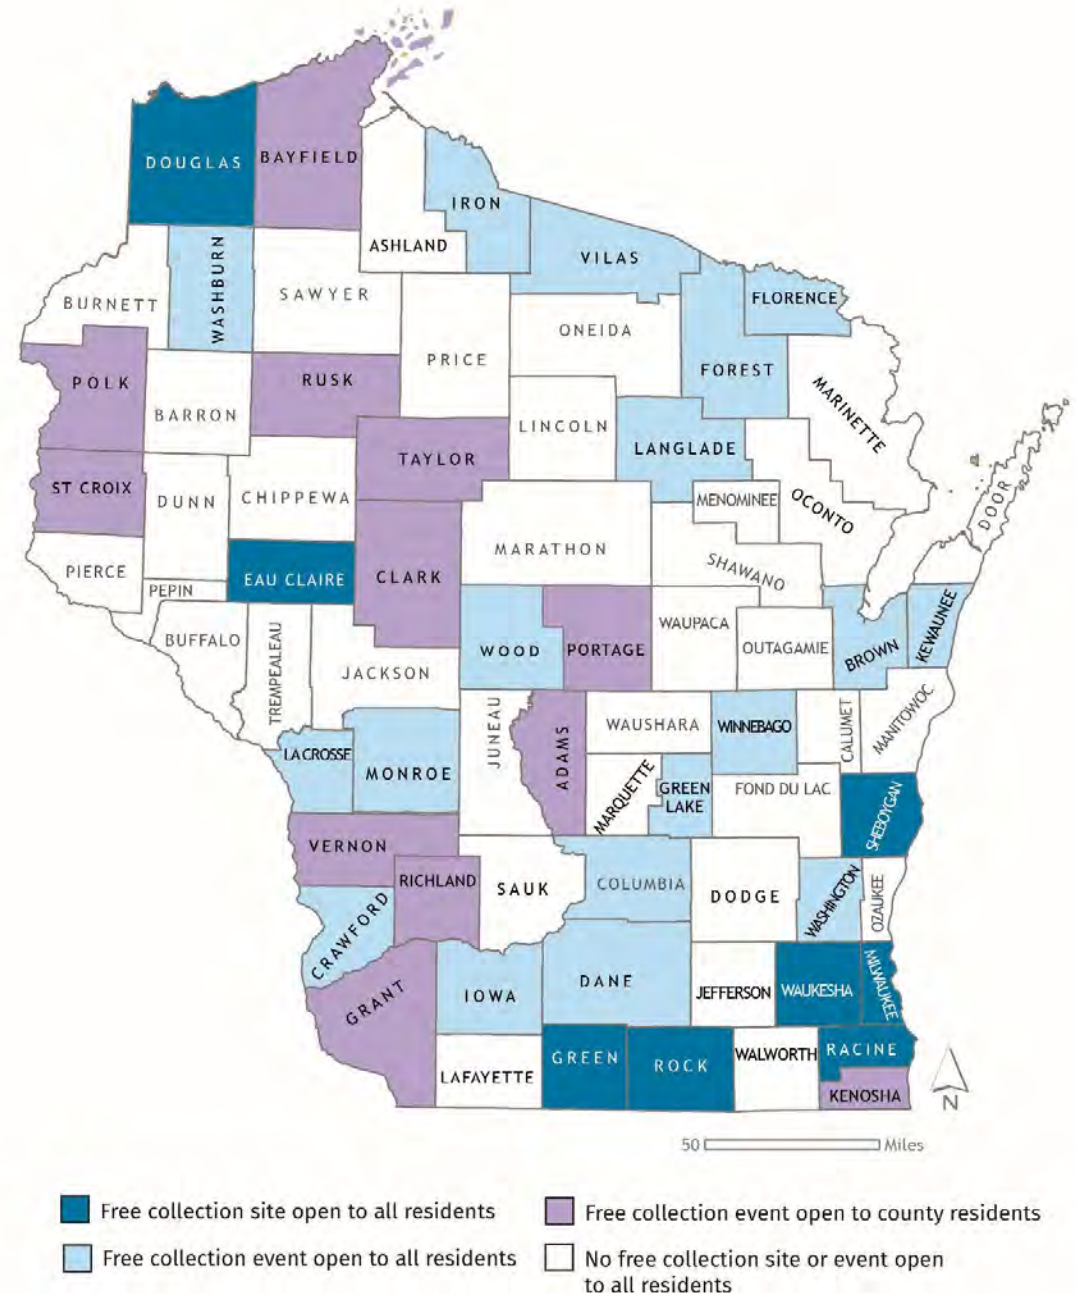 DOUGLAS
BAYFIELD
IRON
ASHLAND
VILAS
WASHBURN
SAWYER
BURNETT
FLORENCE
ONEIDA
PRICE
FOREST
POLK
RUSK
BARRON
MARINETTE
LINCOLN
LANGLADE
TAYLOR
ST CROIX
DUNN
CHIPPEWA
MENOMINEE
OCONTO
DOOR
MARATHON
SHAWANO
PIERCE
EAU CLAIRE
CLARK
PEPIN
BUFFALO
TREMPEALEAU
JACKSON
WOOD
PORTAGE
WAUPACA
OUTAGAMIE
BROWN
KEWAUNEE
JUNEAU
ADAMS
WAUSHARA
WINNEBAGO
CALUMET
MANITOWOC
LA CROSSE
MONROE
MARQUETTE
GREEN
LAKE
FOND DU LAC
SHEBOYGAN
VERNON
RICHLAND
SAUK
COLUMBIA
DODGE
WASHINGTON
OZAUKEE
CRAWFORD
GRANT
IOWA
DANE
JEFFERSON
WAUKESHA
MILWAUKEE
LAFAYETTE
GREEN
ROCK
WALWORTH
RACINE
KENOSHA
N
50 Miles
Free collection site open to all residents
Free collection event open to county residents
Free collection event open to all residents
No free collection site or event open
to all residents